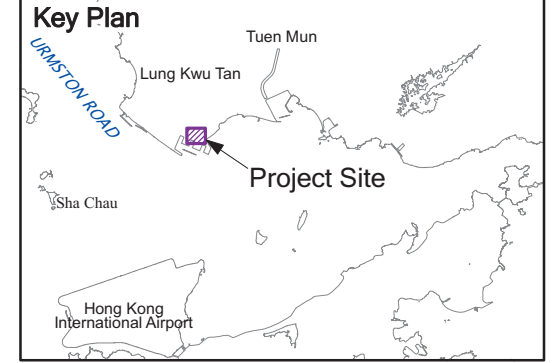 Key Plan
Tuen Mun
URMSTON ROAD
Lung Kwu Tan
Project Site
Sha Chau
Hong Kong
International Airport